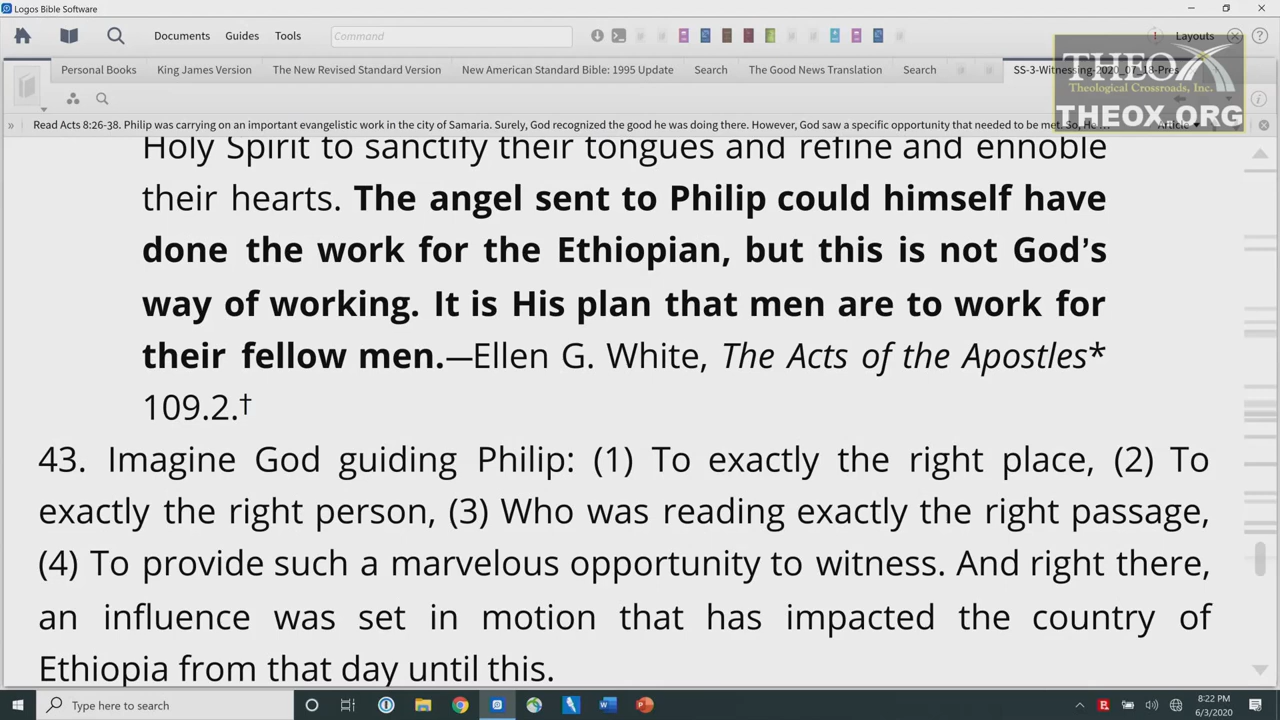 Logos Bible Software
Documents Guides Tools Command Layouts
Personal Books King James Version The New Revised New American Standard Bible: 1995 Update Search The Good News Translation Search SS-3-Witnessing-2020_07_18-Pres
THEOX
Theological Crossroads, Inc.
THEOX.ORG
» Read Acts 8:26-38. Philip was carrying on an important evangelistic work in the city of Samaria. Surely, God recognized the good he was doing there. However, God saw a specific opportunity that needed to be met. So, He ... Article
Holy Spirit to sanctify their tongues and refine and ennoble
their hearts. The angel sent to Philip could himself have
done the work for the Ethiopian, but this is not God’s
way of working. It is His plan that men are to work for
their fellow men.—Ellen G. White, The Acts of the Apostles*
109.2.†
43. Imagine God guiding Philip: (1) To exactly the right place, (2) To
exactly the right person, (3) Who was reading exactly the right passage,
(4) To provide such a marvelous opportunity to witness. And right there,
an influence was set in motion that has impacted the country of
Ethiopia from that day until this.
Type here to search
8:22 PM
6/3/2020